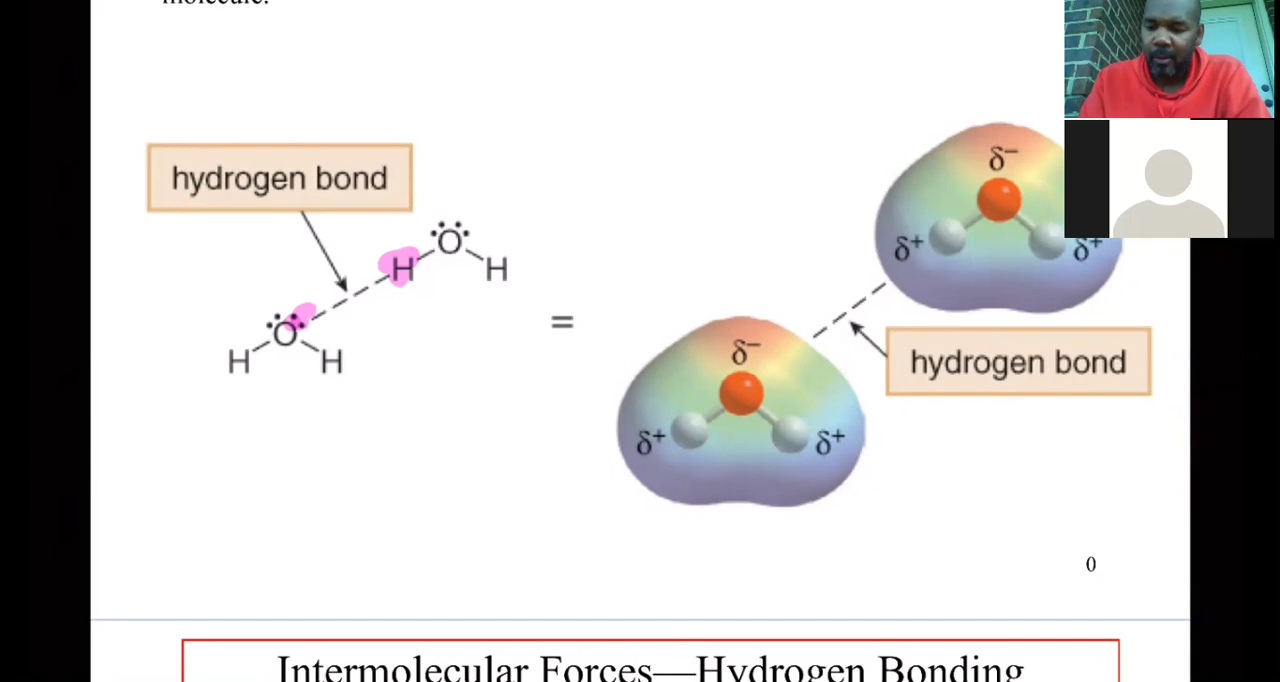 molecule.
hydrogen bond
O
H
H
O
H
H
=
δ–
δ+
δ+
δ–
δ+
δ+
hydrogen bond
0
Intermolecular Forces—Hydrogen Bonding